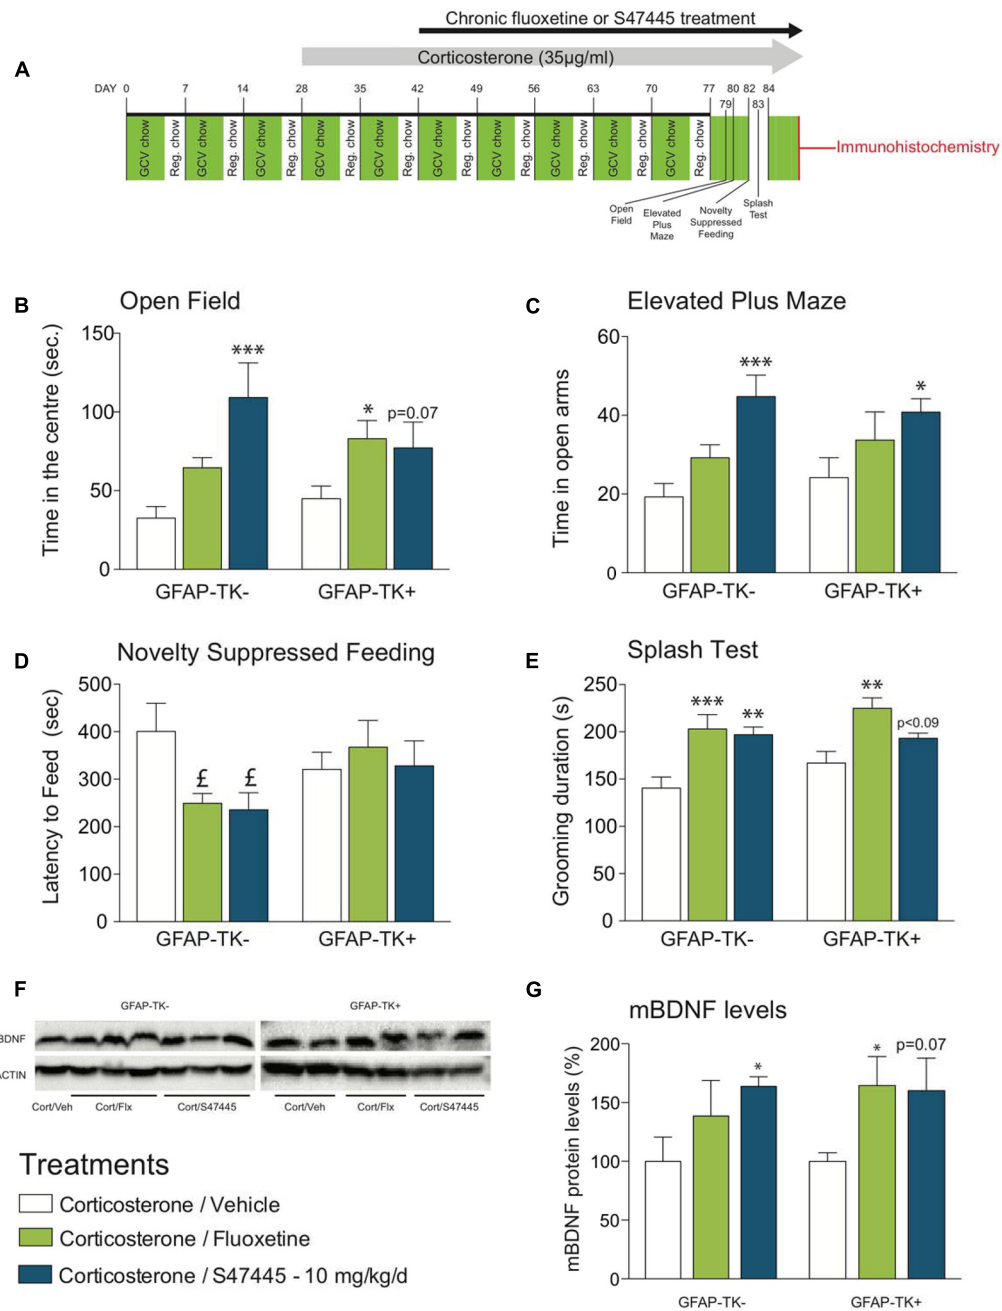 Chronic fluoxetine or S47445 treatment
Corticosterone (35µg/ml)
A
DAY 0 7 14 28 35 42 49 56 63 70 77 79 80 82 83 84
GCV chow Reg. chow GCV chow Reg. chow GCV chow Reg. chow GCV chow Reg. chow GCV chow Reg. chow GCV chow Reg. chow GCV chow Reg. chow GCV chow Reg. chow GCV chow Reg. chow GCV chow Reg. chow
Immunohistochemistry
Open Field
Elevated Plus Maze
Novelty Suppressed Feeding
Splash Test
B
Open Field
Time in the centre (sec.)
150
100
50
0
***
*
p=0.07
GFAP-TK- GFAP-TK+
C
Elevated Plus Maze
Time in open arms
60
40
20
0
***
*
GFAP-TK- GFAP-TK+
D
Novelty Suppressed Feeding
Latency to Feed (sec)
500
400
300
200
100
0
£ £
GFAP-TK- GFAP-TK+
E
Splash Test
Grooming duration (s)
250
200
150
100
50
0
*** **
**
p<0.09
GFAP-TK- GFAP-TK+
F
GFAP-TK- GFAP-TK+
BDNF
ACTIN
Cort/Veh Cort/Flx Cort/S47445 Cort/Veh Cort/Flx Cort/S47445
G
mBDNF levels
mBDNF protein levels (%)
200
150
100
50
0
*
*
p=0.07
GFAP-TK- GFAP-TK+
Treatments
Corticosterone / Vehicle
Corticosterone / Fluoxetine
Corticosterone / S47445 - 10 mg/kg/d